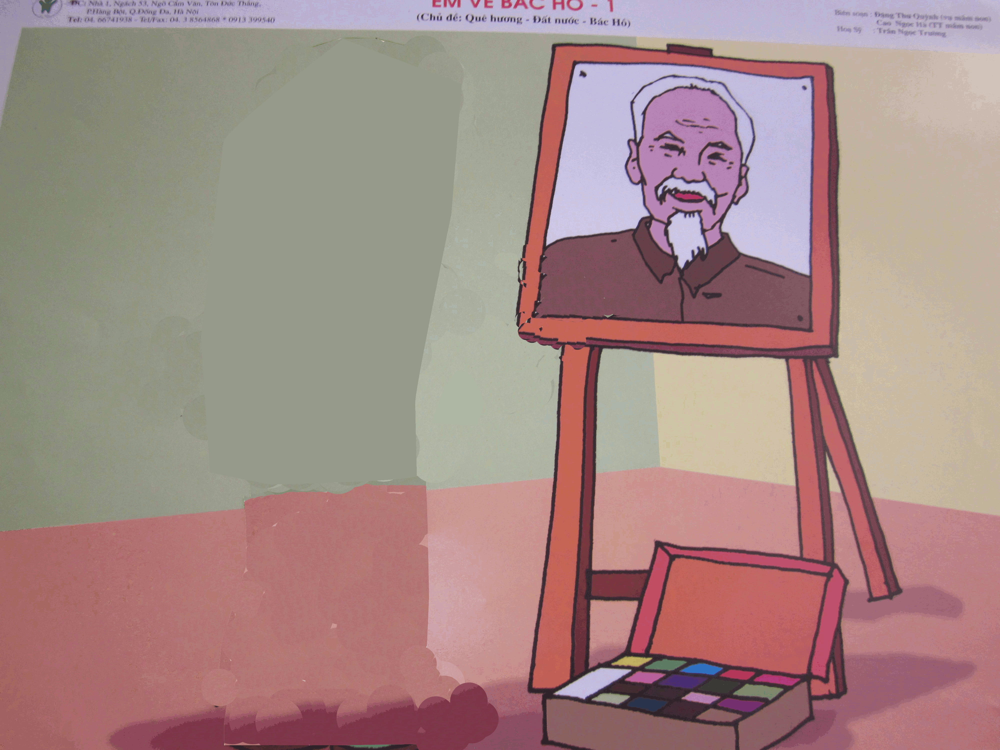 ĐC: Nhà 1, Ngách 53, Ngõ Cẩm Văn, Tôn Đức Thắng,
P.Hàng Bột, Q.Đống Đa, Hà Nội
Tel: 04. 66741938 - Tel/Fax: 04. 3 8564868 * 0913 399540
EM VẼ BÁC HỒ - 1
(Chủ đề: Quê hương - Đất nước - Bác Hồ)
Biên soạn : Đặng Thu Quỳnh (vụ mầm non)
Cao Ngọc Hà (TT mầm non)
Hoạ Sỹ : Trần Ngọc Trường